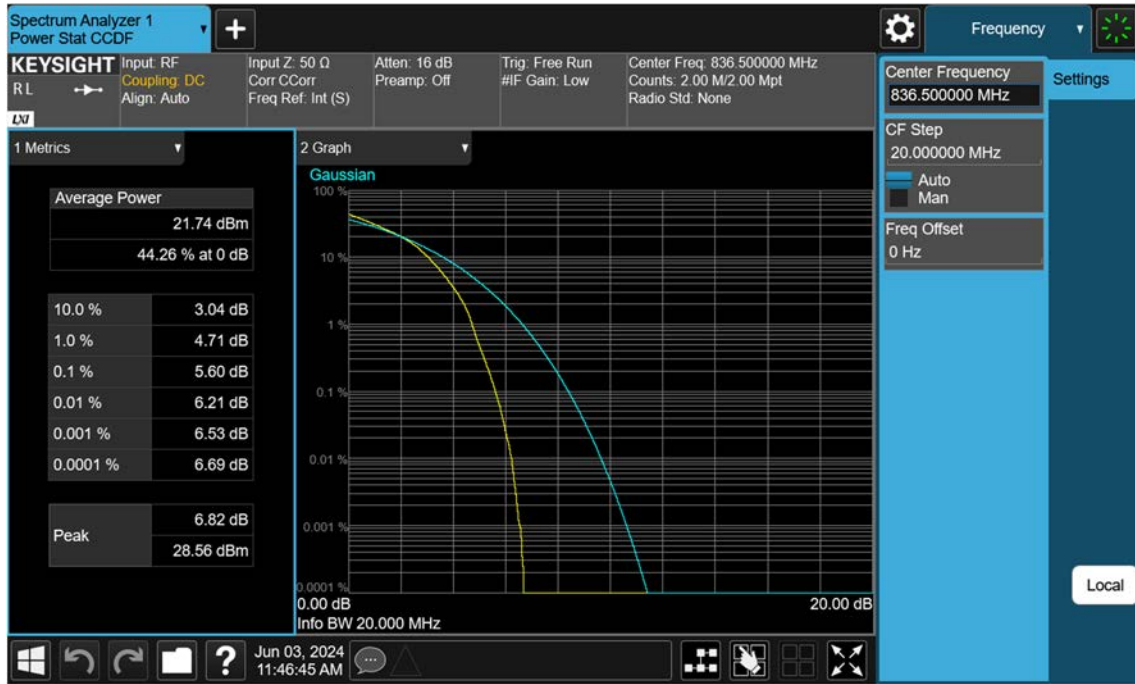 Spectrum Analyzer 1
Power Stat CCDF
+
Frequency
KEYSIGHT
RL
LXI
Input: RF
Coupling: DC
Align: Auto
Input Z: 50 Ω
Corr CCorr
Freq Ref: Int (S)
Atten: 16 dB
Preamp: Off
Trig: Free Run
#IF Gain: Low
Center Freq: 836.500000 MHz
Counts: 2.00 M/2.00 Mpt
Radio Std: None
Center Frequency
836.500000 MHz
Settings
CF Step
20.000000 MHz
Auto
Man
Freq Offset
0 Hz
Local
1 Metrics
Average Power
21.74 dBm
44.26 % at 0 dB
10.0 % 3.04 dB
1.0 % 4.71 dB
0.1 % 5.60 dB
0.01 % 6.21 dB
0.001 % 6.53 dB
0.0001 % 6.69 dB
Peak
6.82 dB
28.56 dBm
2 Graph
Gaussian
100 %
10 %
1 %
0.1 %
0.01 %
0.001 %
0.0001 %
0.00 dB 20.00 dB
Info BW 20.000 MHz
?
Jun 03, 2024
11:46:45 AM